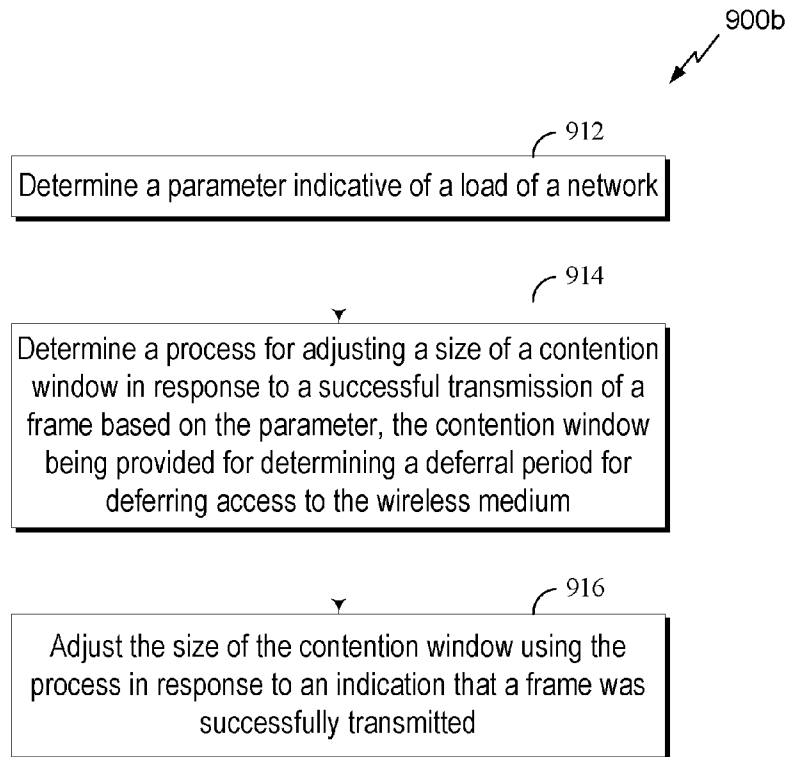 900b
912
Determine a parameter indicative of a load of a network
914
Determine a process for adjusting a size of a contention
window in response to a successful transmission of a
frame based on the parameter, the contention window
being provided for determining a deferral period for
deferring access to the wireless medium
916
Adjust the size of the contention window using the
process in response to an indication that a frame was
successfully transmitted